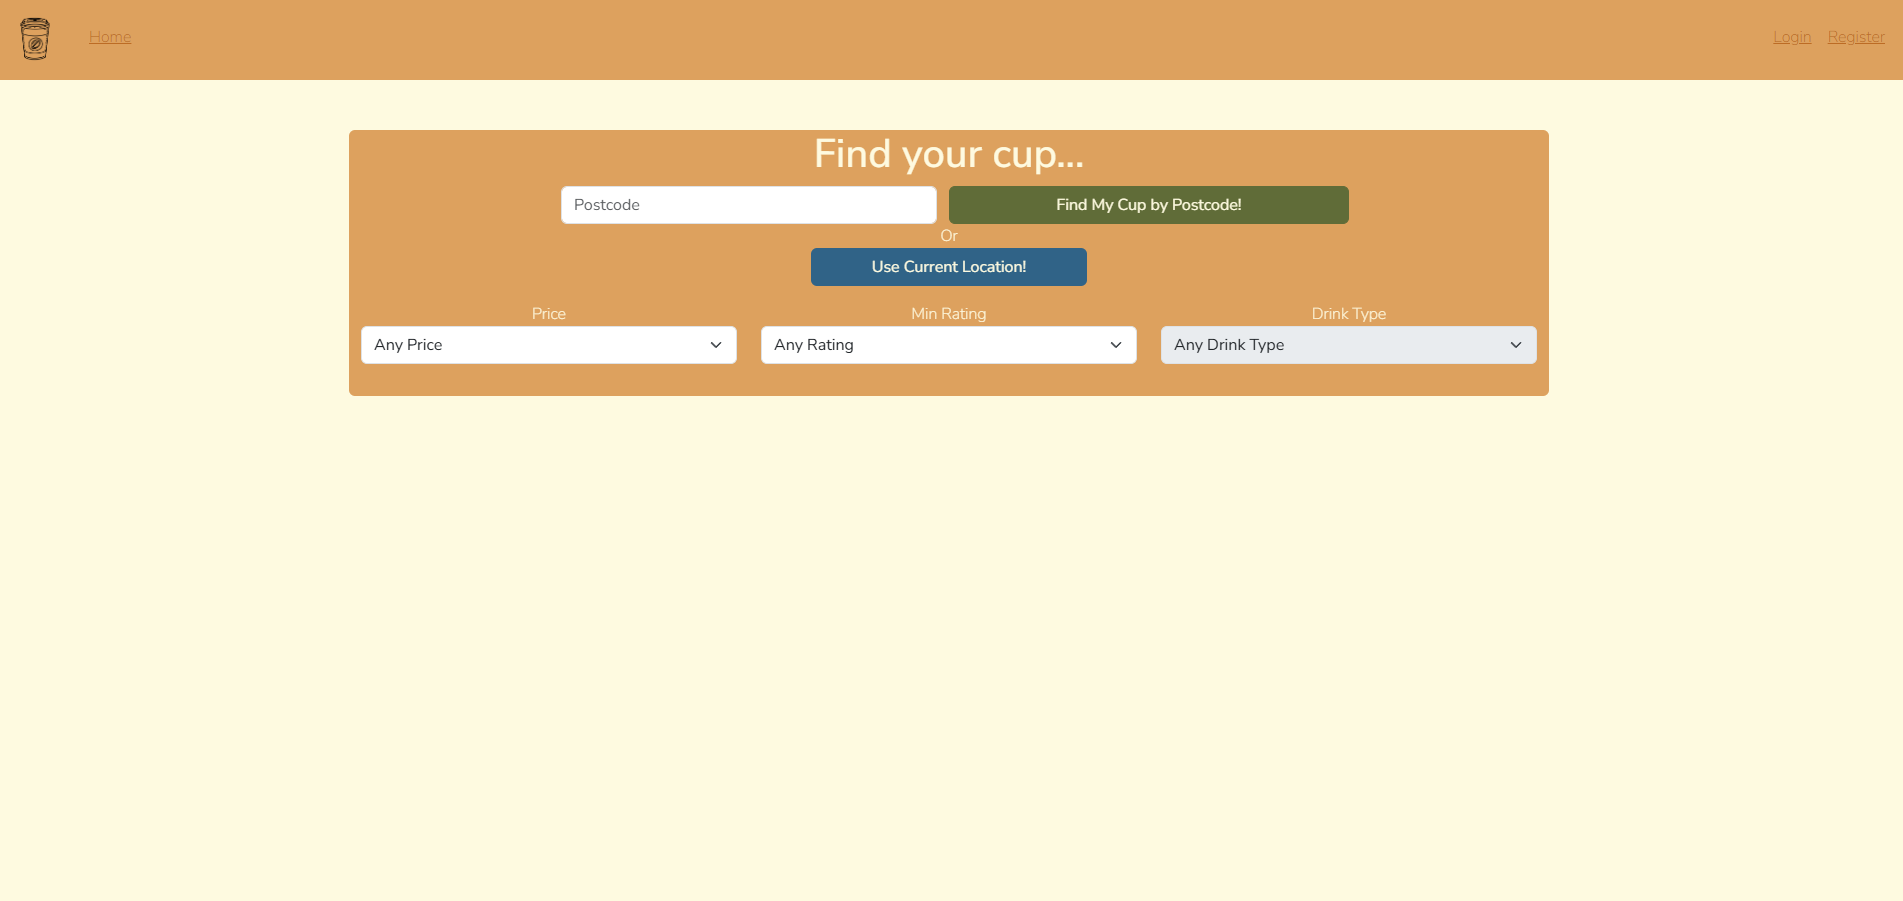 Home
Login Register
Find your cup...
Postcode Find My Cup by Postcode!
Or
Use Current Location!
Price Min Rating Drink Type
Any Price Any Rating Any Drink Type